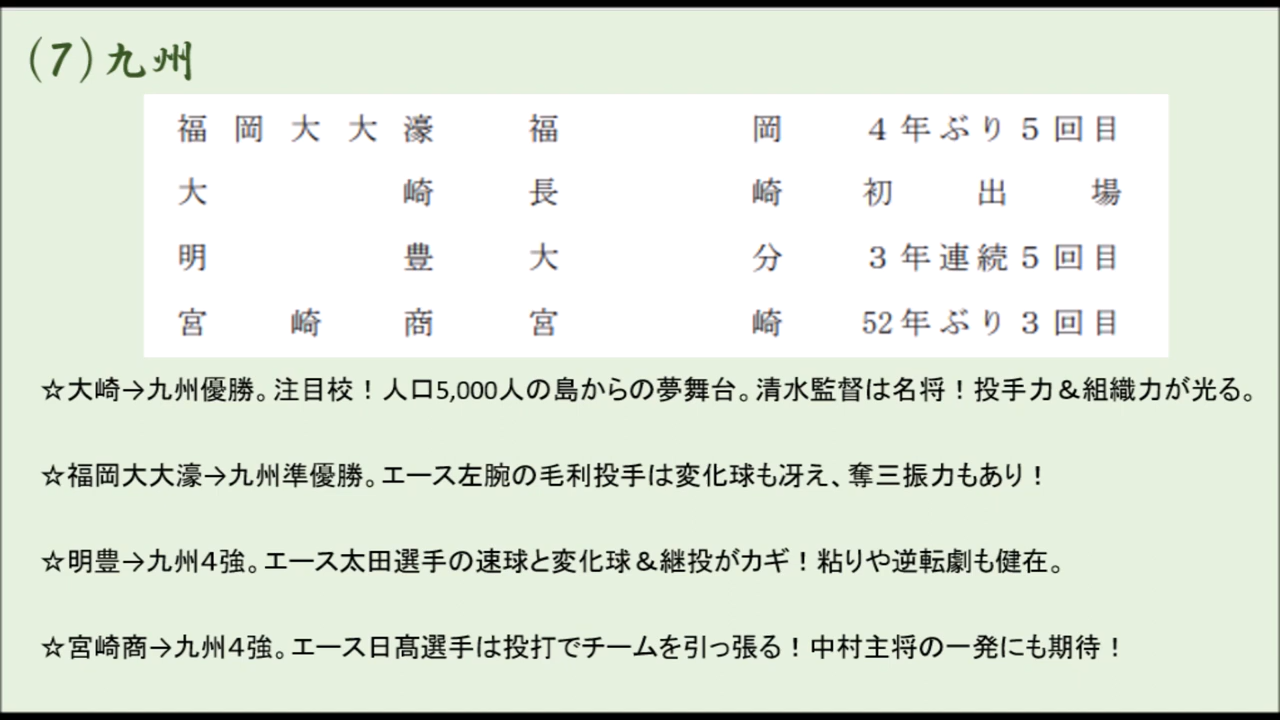 (7)九州
福岡大大濠 福岡 4年ぶり5回目
大崎 長崎 初出場
明豊 大分 3年連続5回目
宮崎商 宮崎 52年ぶり3回目
☆大崎→九州優勝。注目校！人口5,000人の島からの夢舞台。清水監督は名将！投手力＆組織力が光る。
☆福岡大大濠→九州準優勝。エース左腕の毛利投手は変化球も冴え、奪三振力もあり！
☆明豊→九州４強。エース太田選手の速球と変化球＆継投がカギ！粘りや逆転劇も健在。
☆宮崎商→九州４強。エース日髙選手は投打でチームを引っ張る！中村主将の一発にも期待！